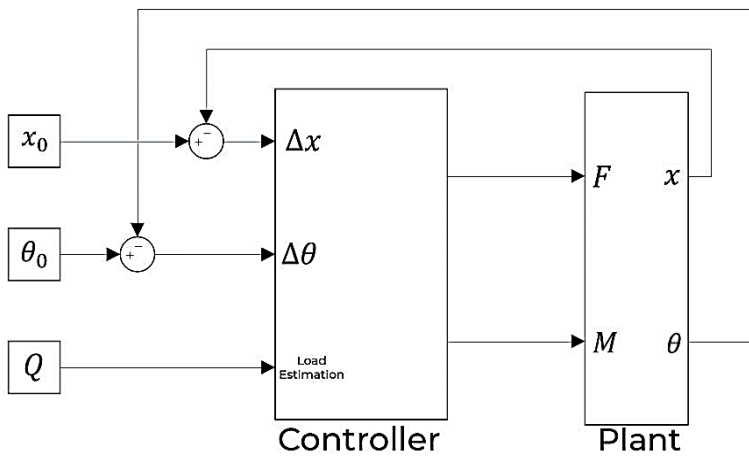 x₀
+
−
Δx
F
x
θ₀
+
−
Δθ
Q
Load
Estimation
M
θ
Controller
Plant